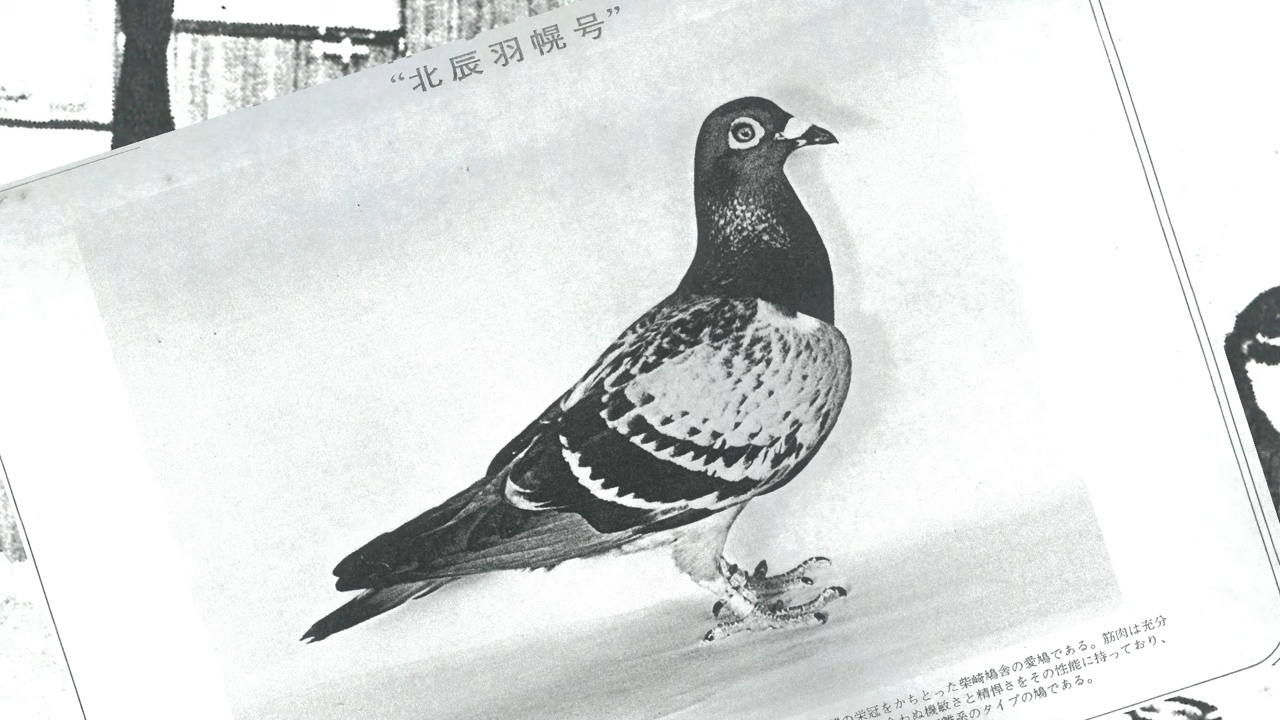 “北辰羽幌号”
の栄冠をかちとった柴崎鳩舎の愛鳩である。筋肉は充分
わぬ機敏さと精悍さをその性能に持っており、
系のタイプの鳩である。